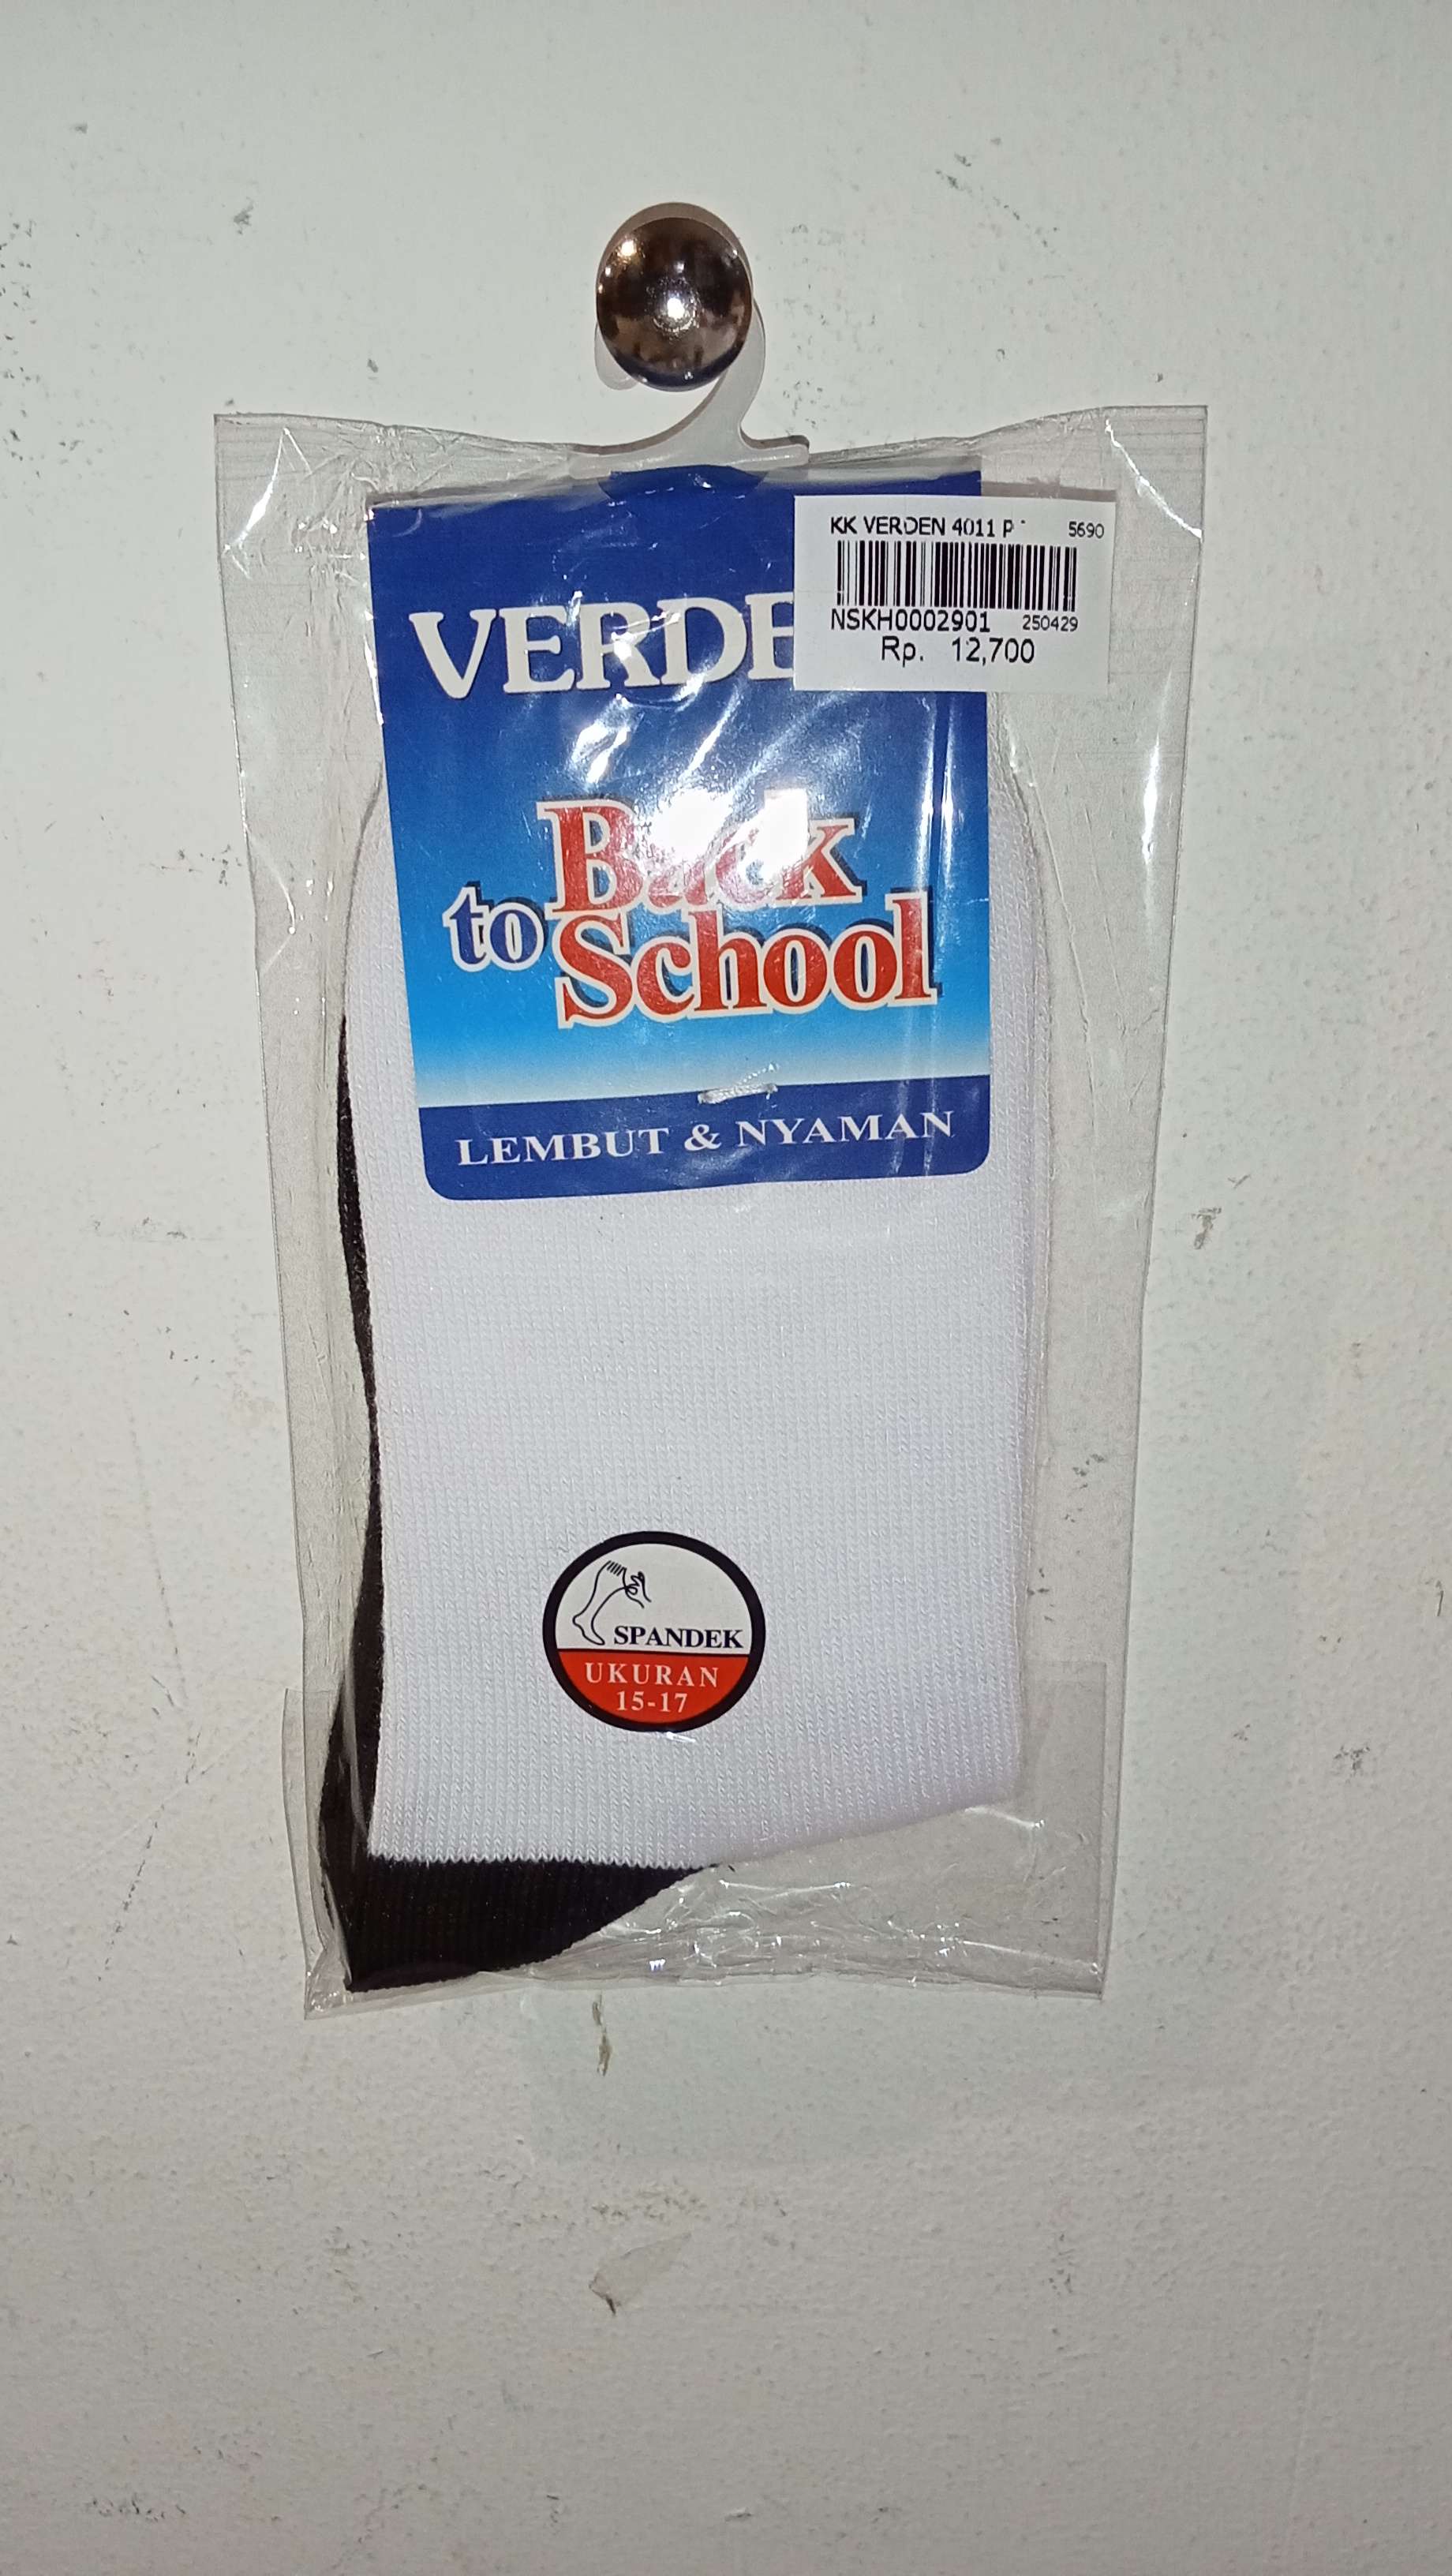 KK VERDEN 4011 P
5690
NSKH0002901 250429
Rp. 12,700
VERDE
Back
to School
LEMBUT & NYAMAN
SPANDEK
UKURAN
15-17